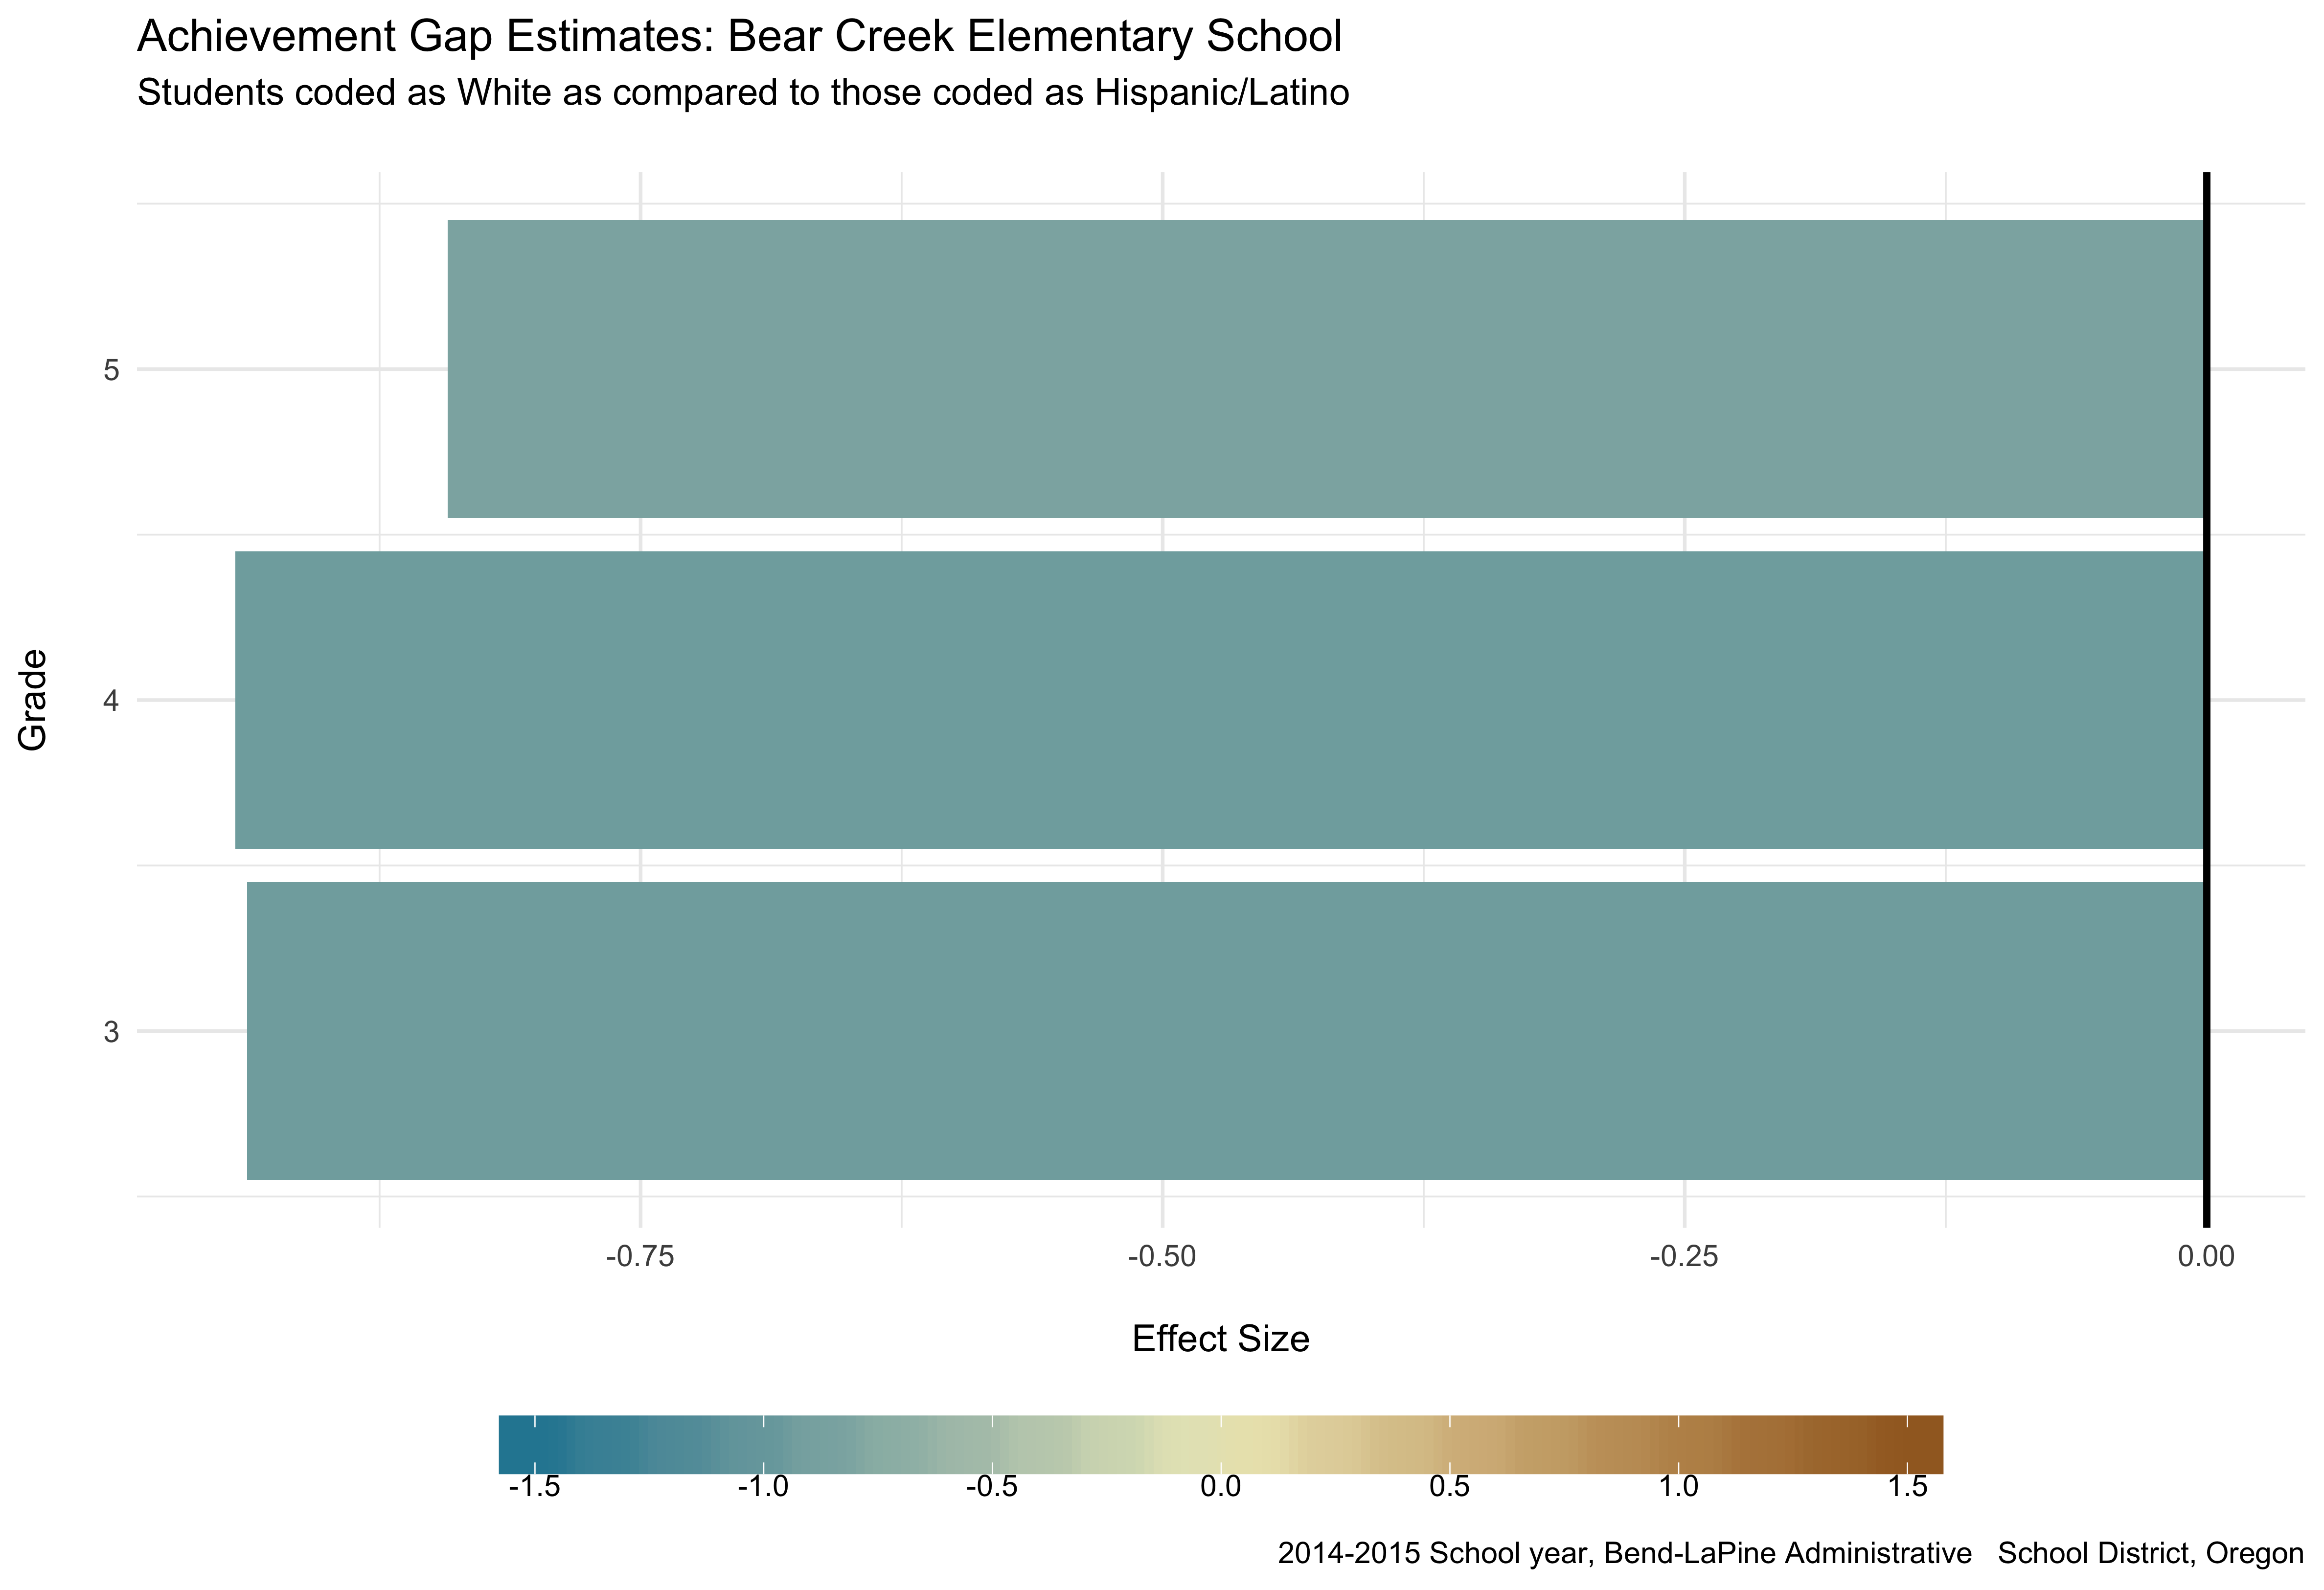 Achievement Gap Estimates: Bear Creek Elementary School
Students coded as White as compared to those coded as Hispanic/Latino
5
4
3
Grade
-0.75 -0.50 -0.25 0.00
Effect Size
-1.5 -1.0 -0.5 0.0 0.5 1.0 1.5
2014-2015 School year, Bend-LaPine Administrative   School District, Oregon